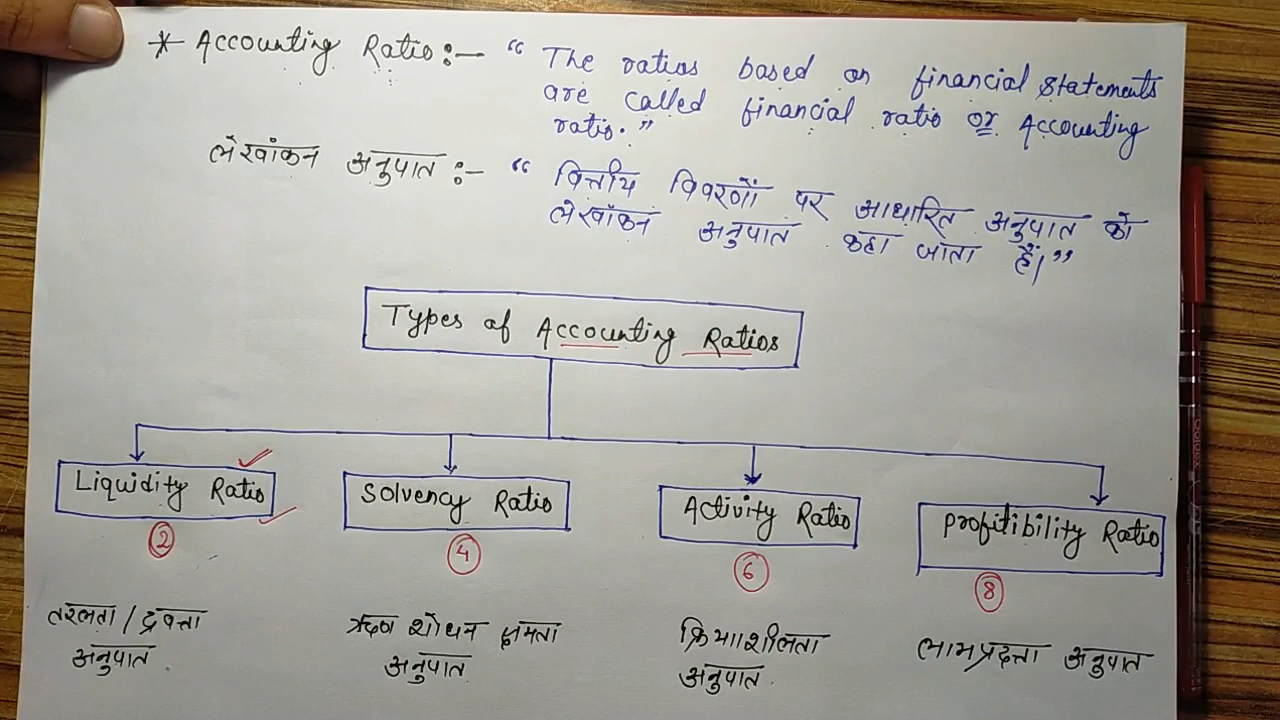 * Accounting Ratio:- “ The ratios based on financial statements
are called financial ratio or Accounting
ratio.”
लेखांकन अनुपात :- “ वित्तीय विवरणों पर आधारित अनुपात को
लेखांकन अनुपात कहा जाता हैं।”
Types of Accounting Ratios
Liquidity Ratio
Solvency Ratio
Activity Ratio
Profitibility Ratio
2
4
6
8
तरलता / द्रवत्ता
अनुपात
ऋण शोधन क्षमता
अनुपात
क्रियाशीलता
अनुपात
लाभप्रदत्ता अनुपात